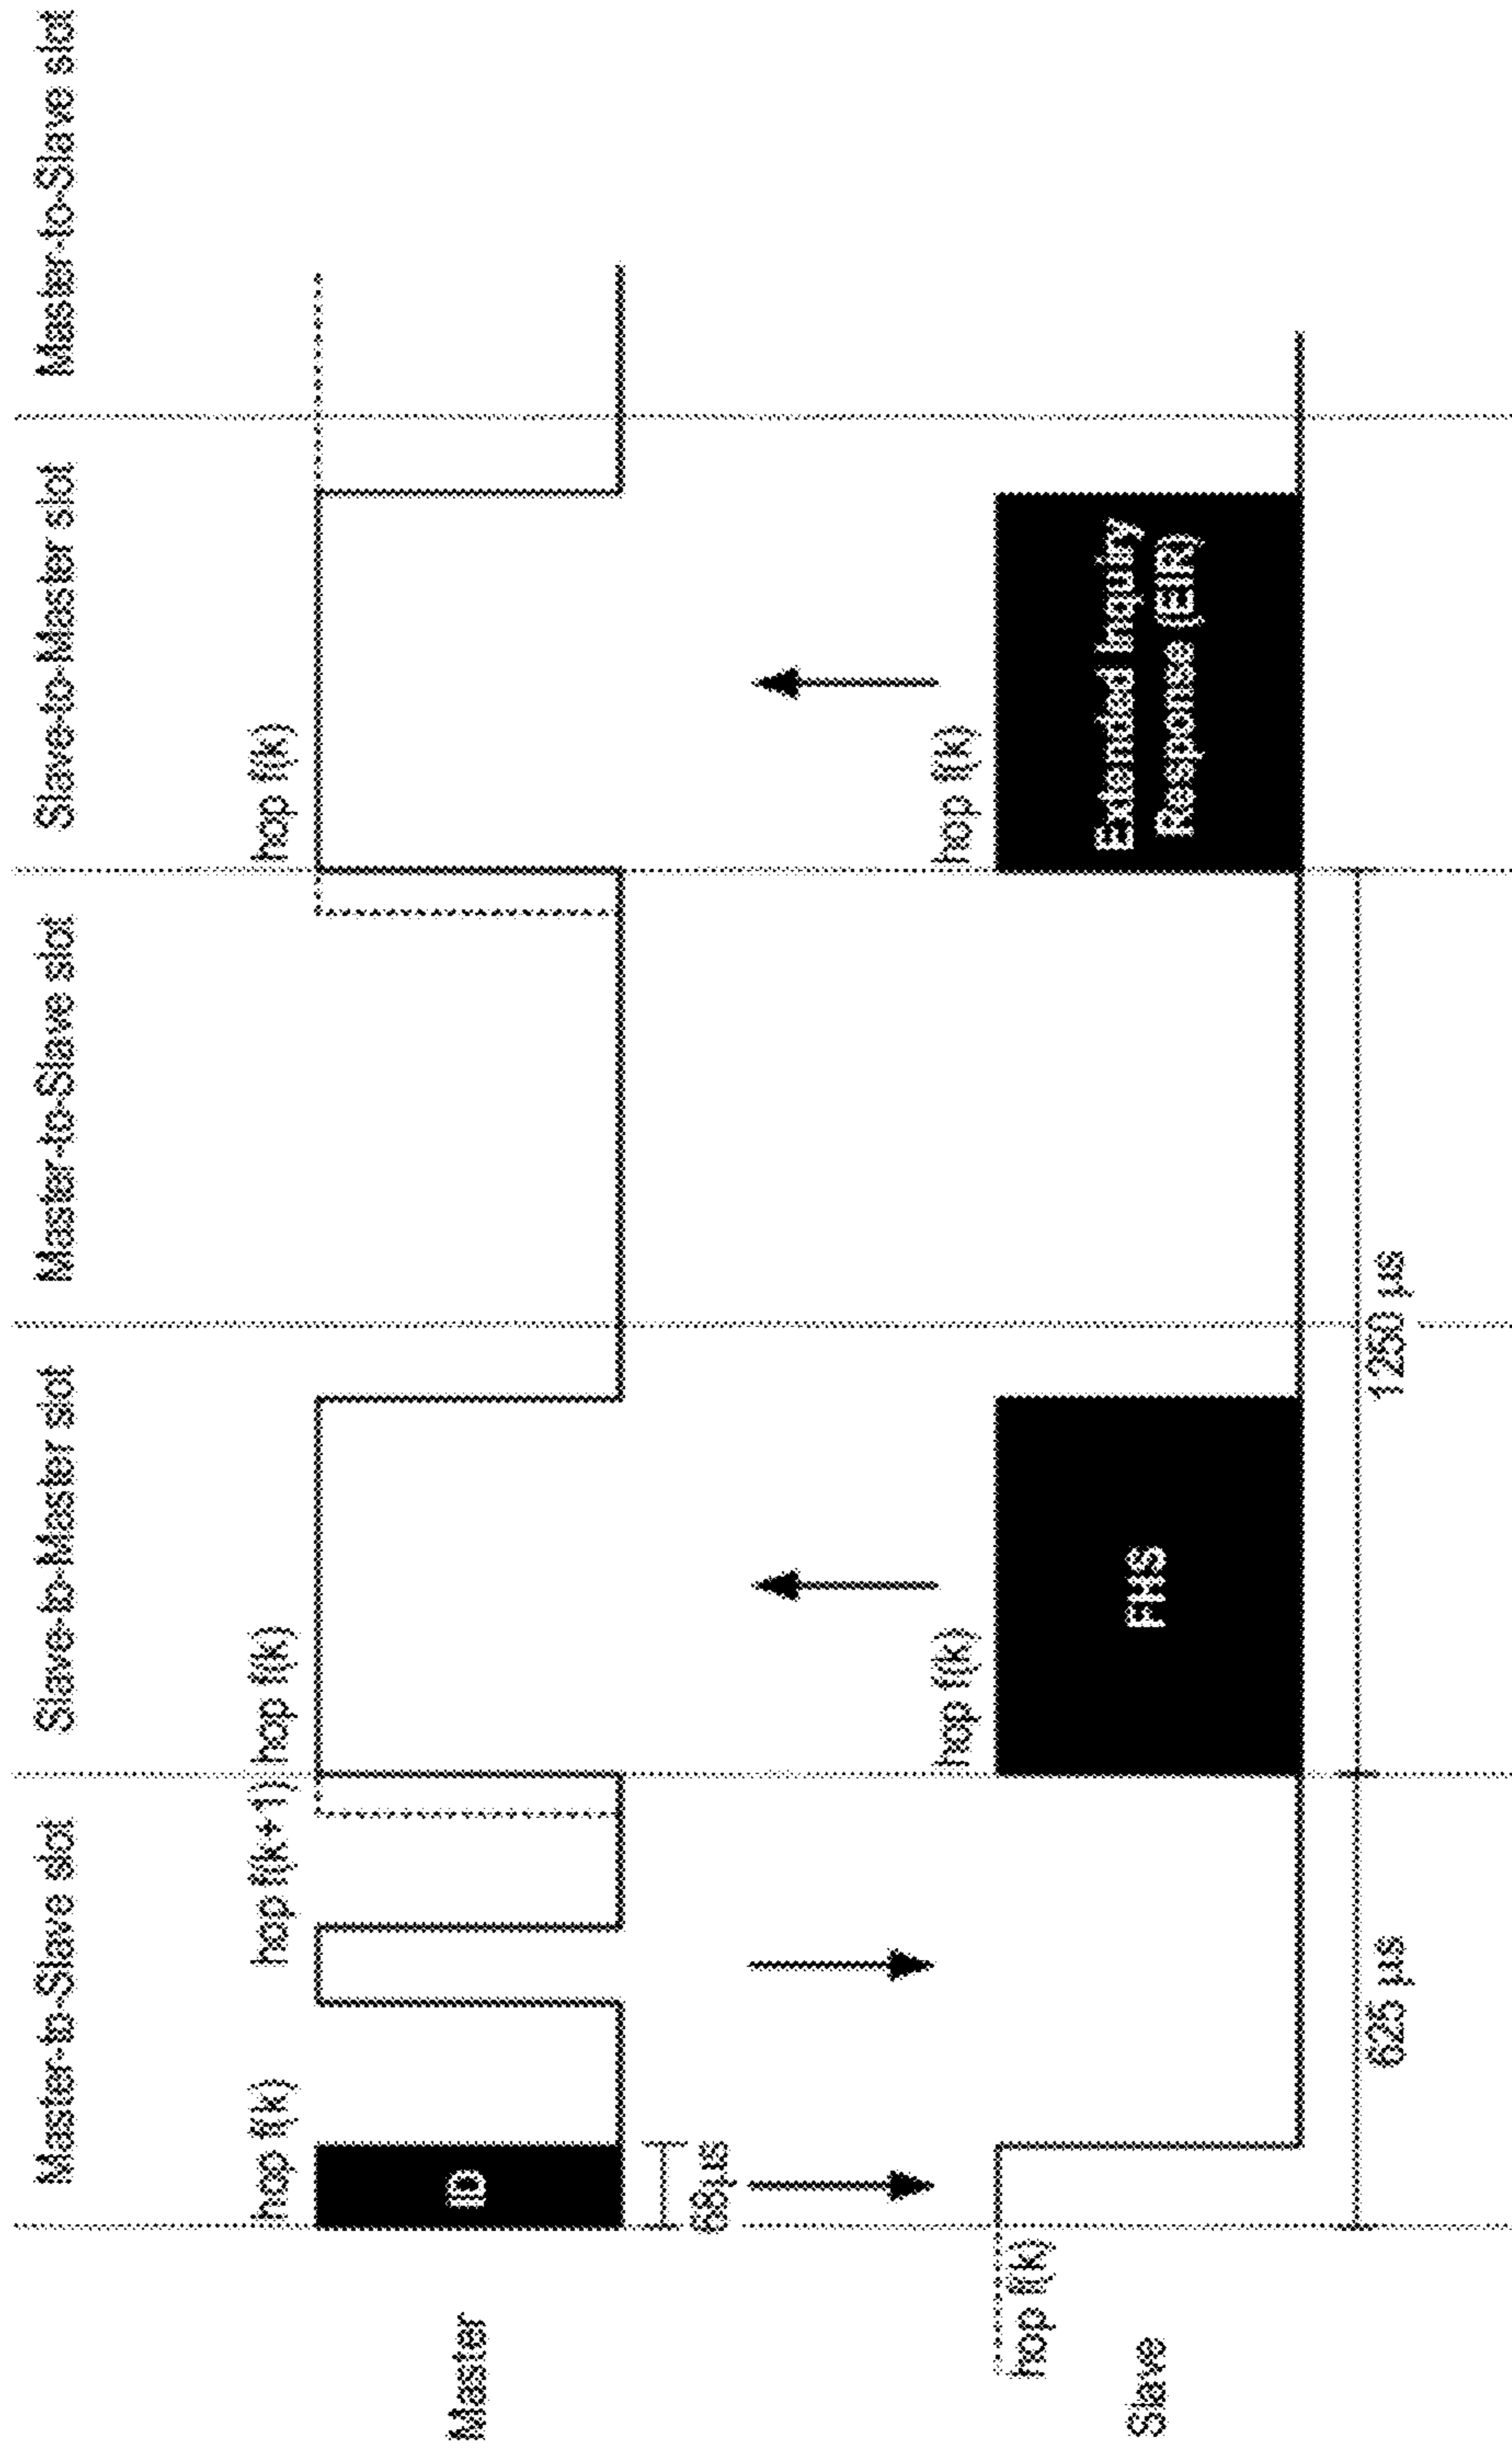 Master-to-Slave slot
Slave-to-Master slot
Master-to-Slave slot
Slave-to-Master slot
Master-to-Slave slot
hop f(k)
hop f(k+1)
hop f(k)
hop f(k)
Master
ID
68µs
hop f(k)
hop f(k)
hop f(k)
Slave
FHS
Extended Inquiry
Response (EIR)
625 µs
1250 µs